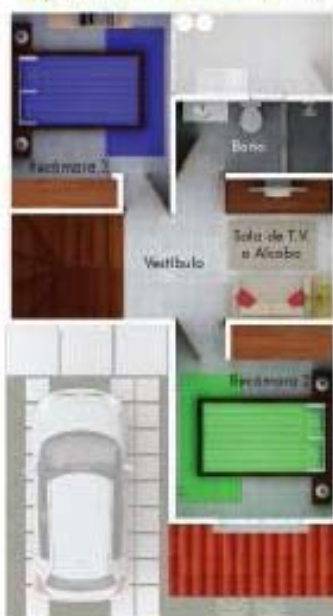 Baño
Recámara 3
Sala de T.V.
o Alcoba
Vestíbulo
Recámara 2